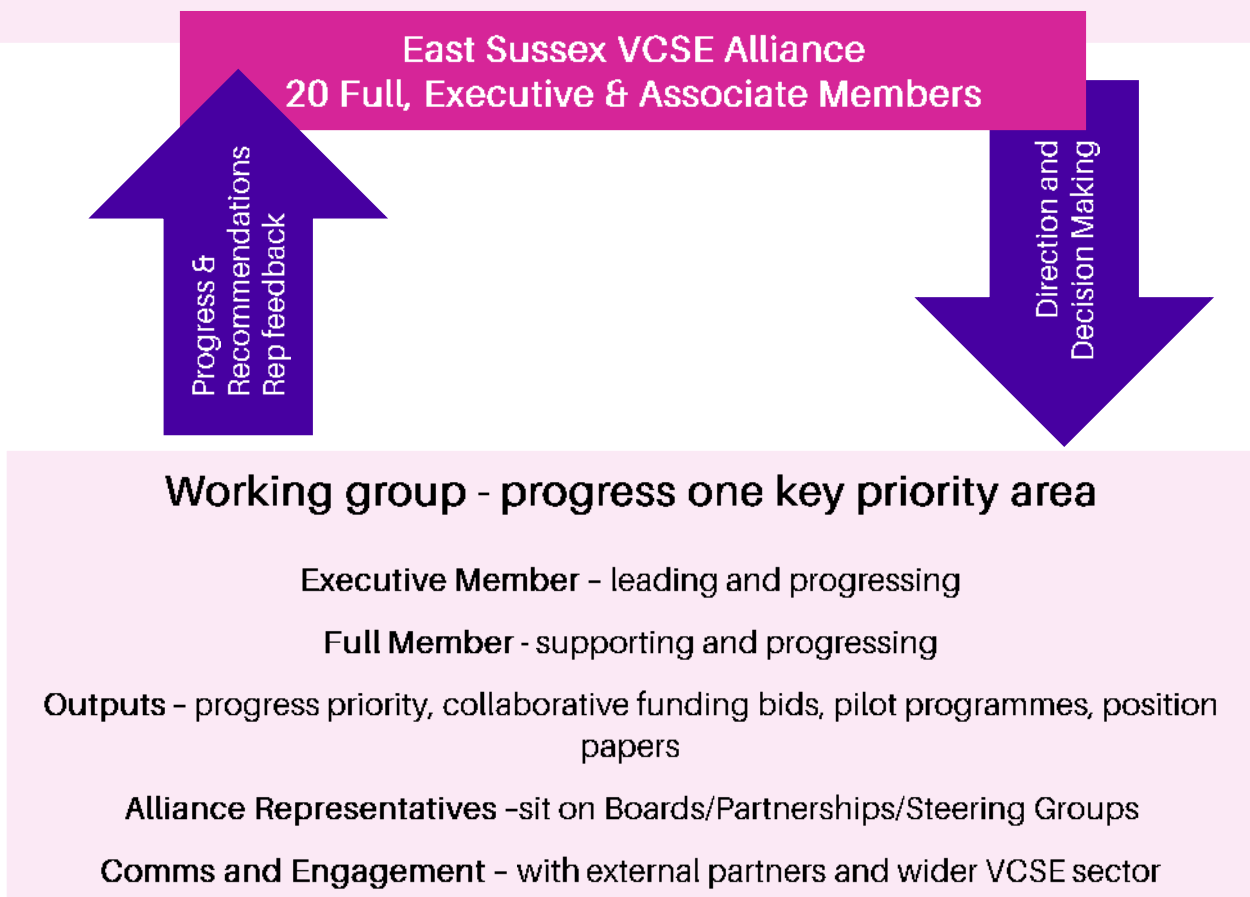 East Sussex VCSE Alliance
20 Full, Executive & Associate Members
Progress &
Recommendations
Rep feedback
Direction and
Decision Making
Working group - progress one key priority area
Executive Member – leading and progressing
Full Member - supporting and progressing
Outputs – progress priority, collaborative funding bids, pilot programmes, position
papers
Alliance Representatives –sit on Boards/Partnerships/Steering Groups
Comms and Engagement – with external partners and wider VCSE sector